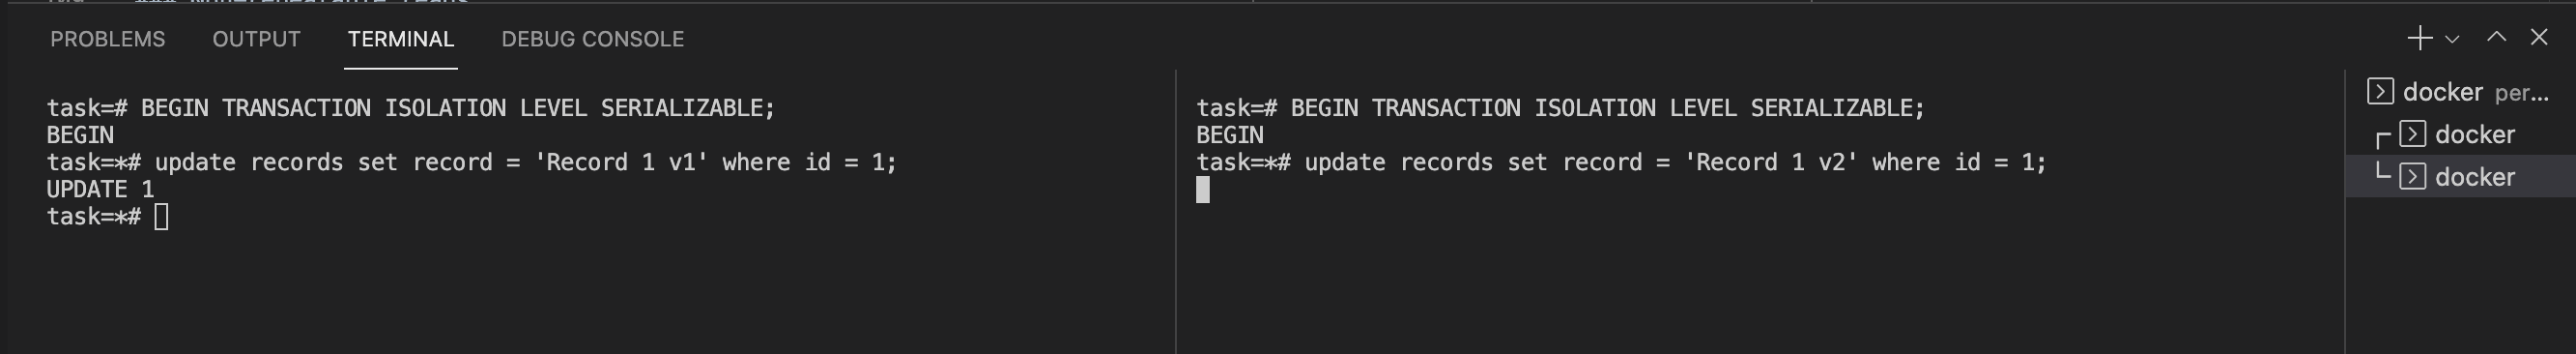 PROBLEMS OUTPUT TERMINAL DEBUG CONSOLE
task=# BEGIN TRANSACTION ISOLATION LEVEL SERIALIZABLE;
BEGIN
task=*# update records set record = 'Record 1 v1' where id = 1;
UPDATE 1
task=*#
task=# BEGIN TRANSACTION ISOLATION LEVEL SERIALIZABLE;
BEGIN
task=*# update records set record = 'Record 1 v2' where id = 1;
docker per...
docker
docker